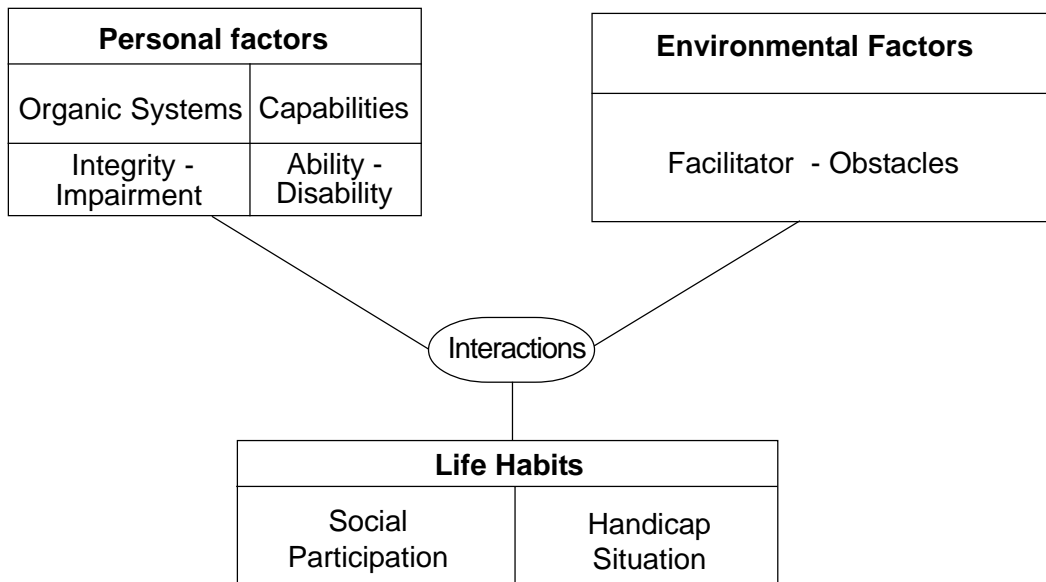 Personal factors
Organic Systems
Capabilities
Integrity -
Impairment
Ability -
Disability
Environmental Factors
Facilitator - Obstacles
Interactions
Life Habits
Social
Participation
Handicap
Situation